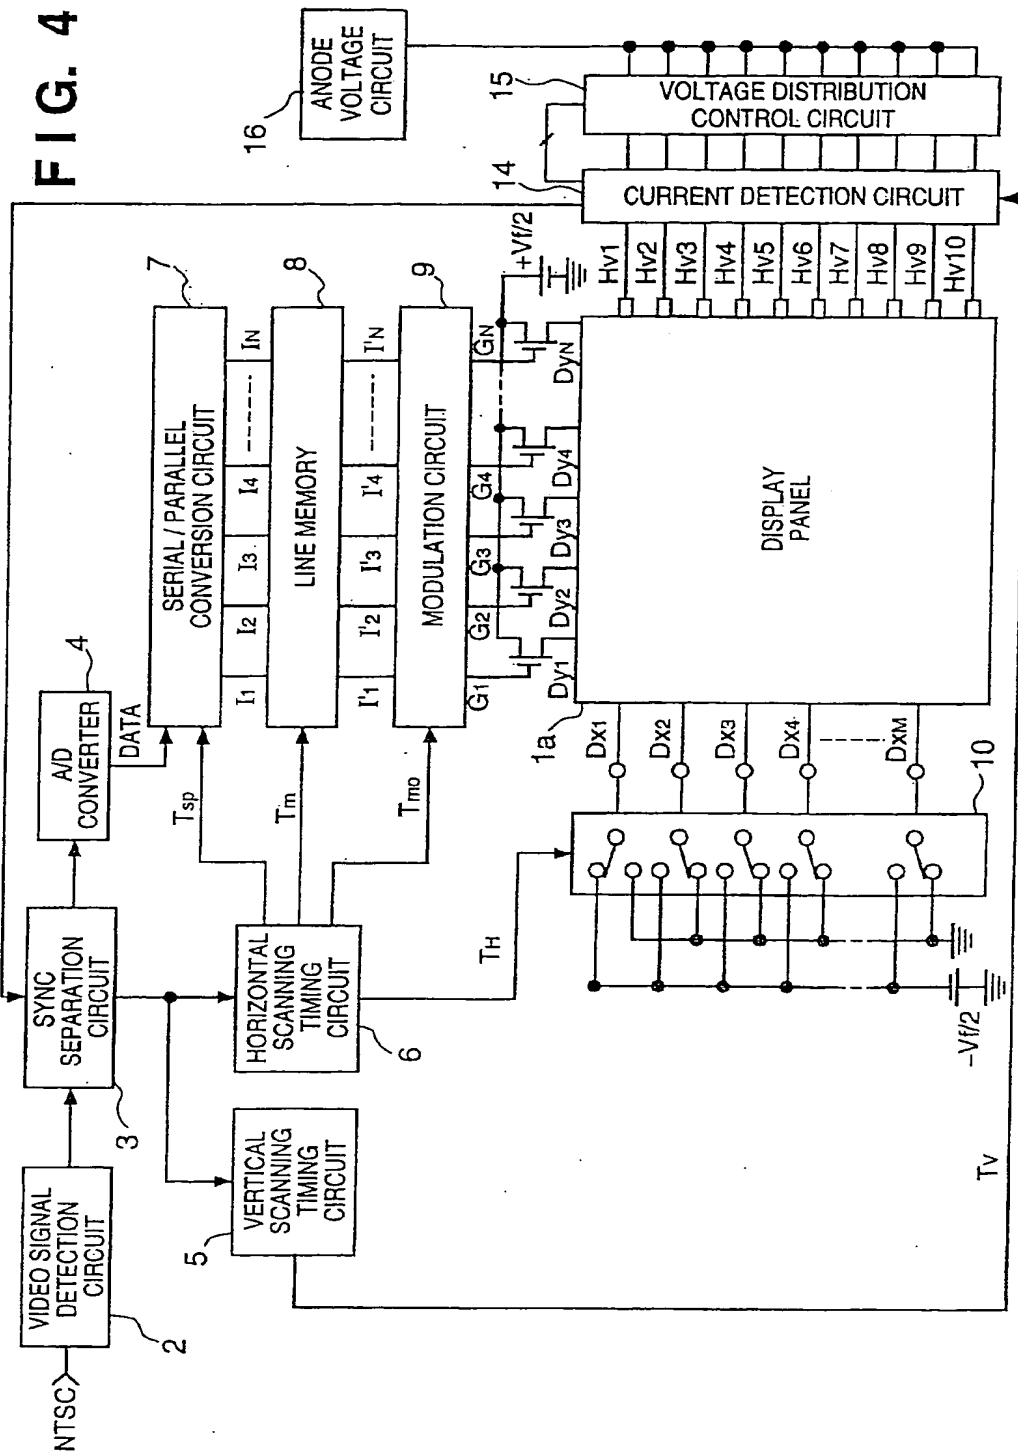 FIG. 4
NTSC
VIDEO SIGNAL
DETECTION
CIRCUIT
2
SYNC
SEPARATION
CIRCUIT
3
A/D
CONVERTER
4
DATA
VERTICAL
SCANNING
TIMING
CIRCUIT
5
HORIZONTAL
SCANNING
TIMING
CIRCUIT
6
Tsp
Tm
Tmo
TH
SERIAL / PARALLEL
CONVERSION CIRCUIT
7
I1 I2 I3 I4 IN
LINE MEMORY
8
I'1 I'2 I'3 I'4 I'N
MODULATION CIRCUIT
9
G1 G2 G3 G4 GN
+Vf/2
Dy1 Dy2 Dy3 Dy4 DyN
ANODE
VOLTAGE
CIRCUIT
16
1a
DISPLAY
PANEL
Dx1
Dx2
Dx3
Dx4
DxM
10
-Vf/2
Hv1
Hv2
Hv3
Hv4
Hv5
Hv6
Hv7
Hv8
Hv9
Hv10
14
CURRENT DETECTION CIRCUIT
15
VOLTAGE DISTRIBUTION
CONTROL CIRCUIT
Tv